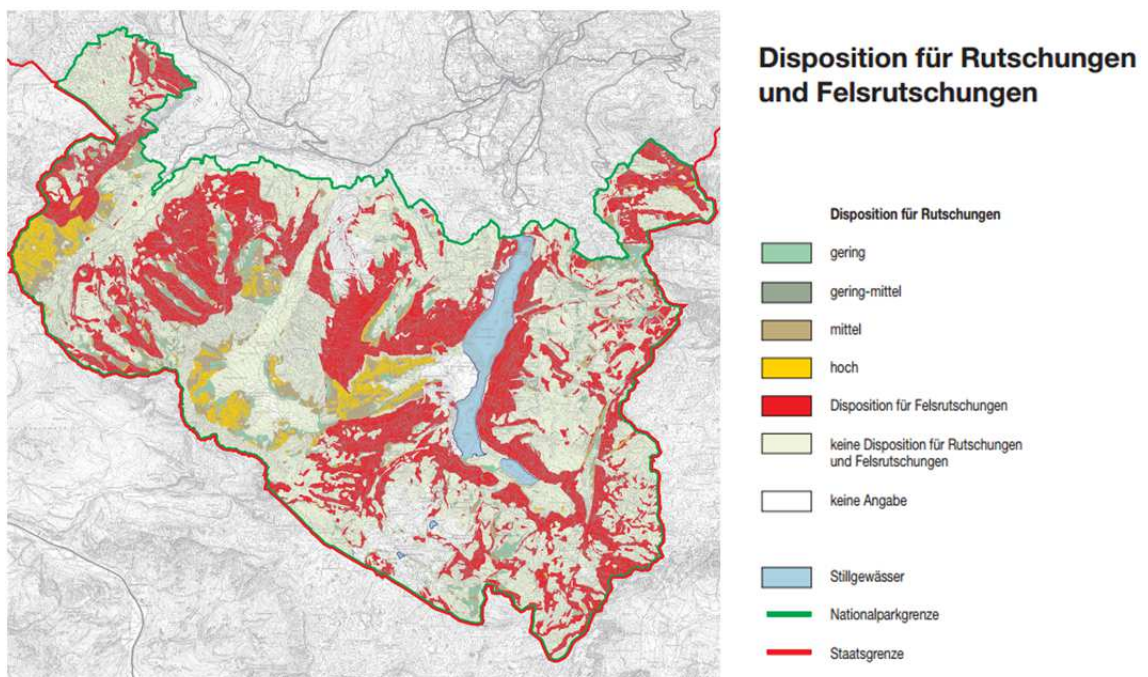 Disposition für Rutschungen
und Felsrutschungen
Disposition für Rutschungen
gering
gering-mittel
mittel
hoch
Disposition für Felsrutschungen
keine Disposition für Rutschungen
und Felsrutschungen
keine Angabe
Stillgewässer
Nationalparkgrenze
Staatsgrenze